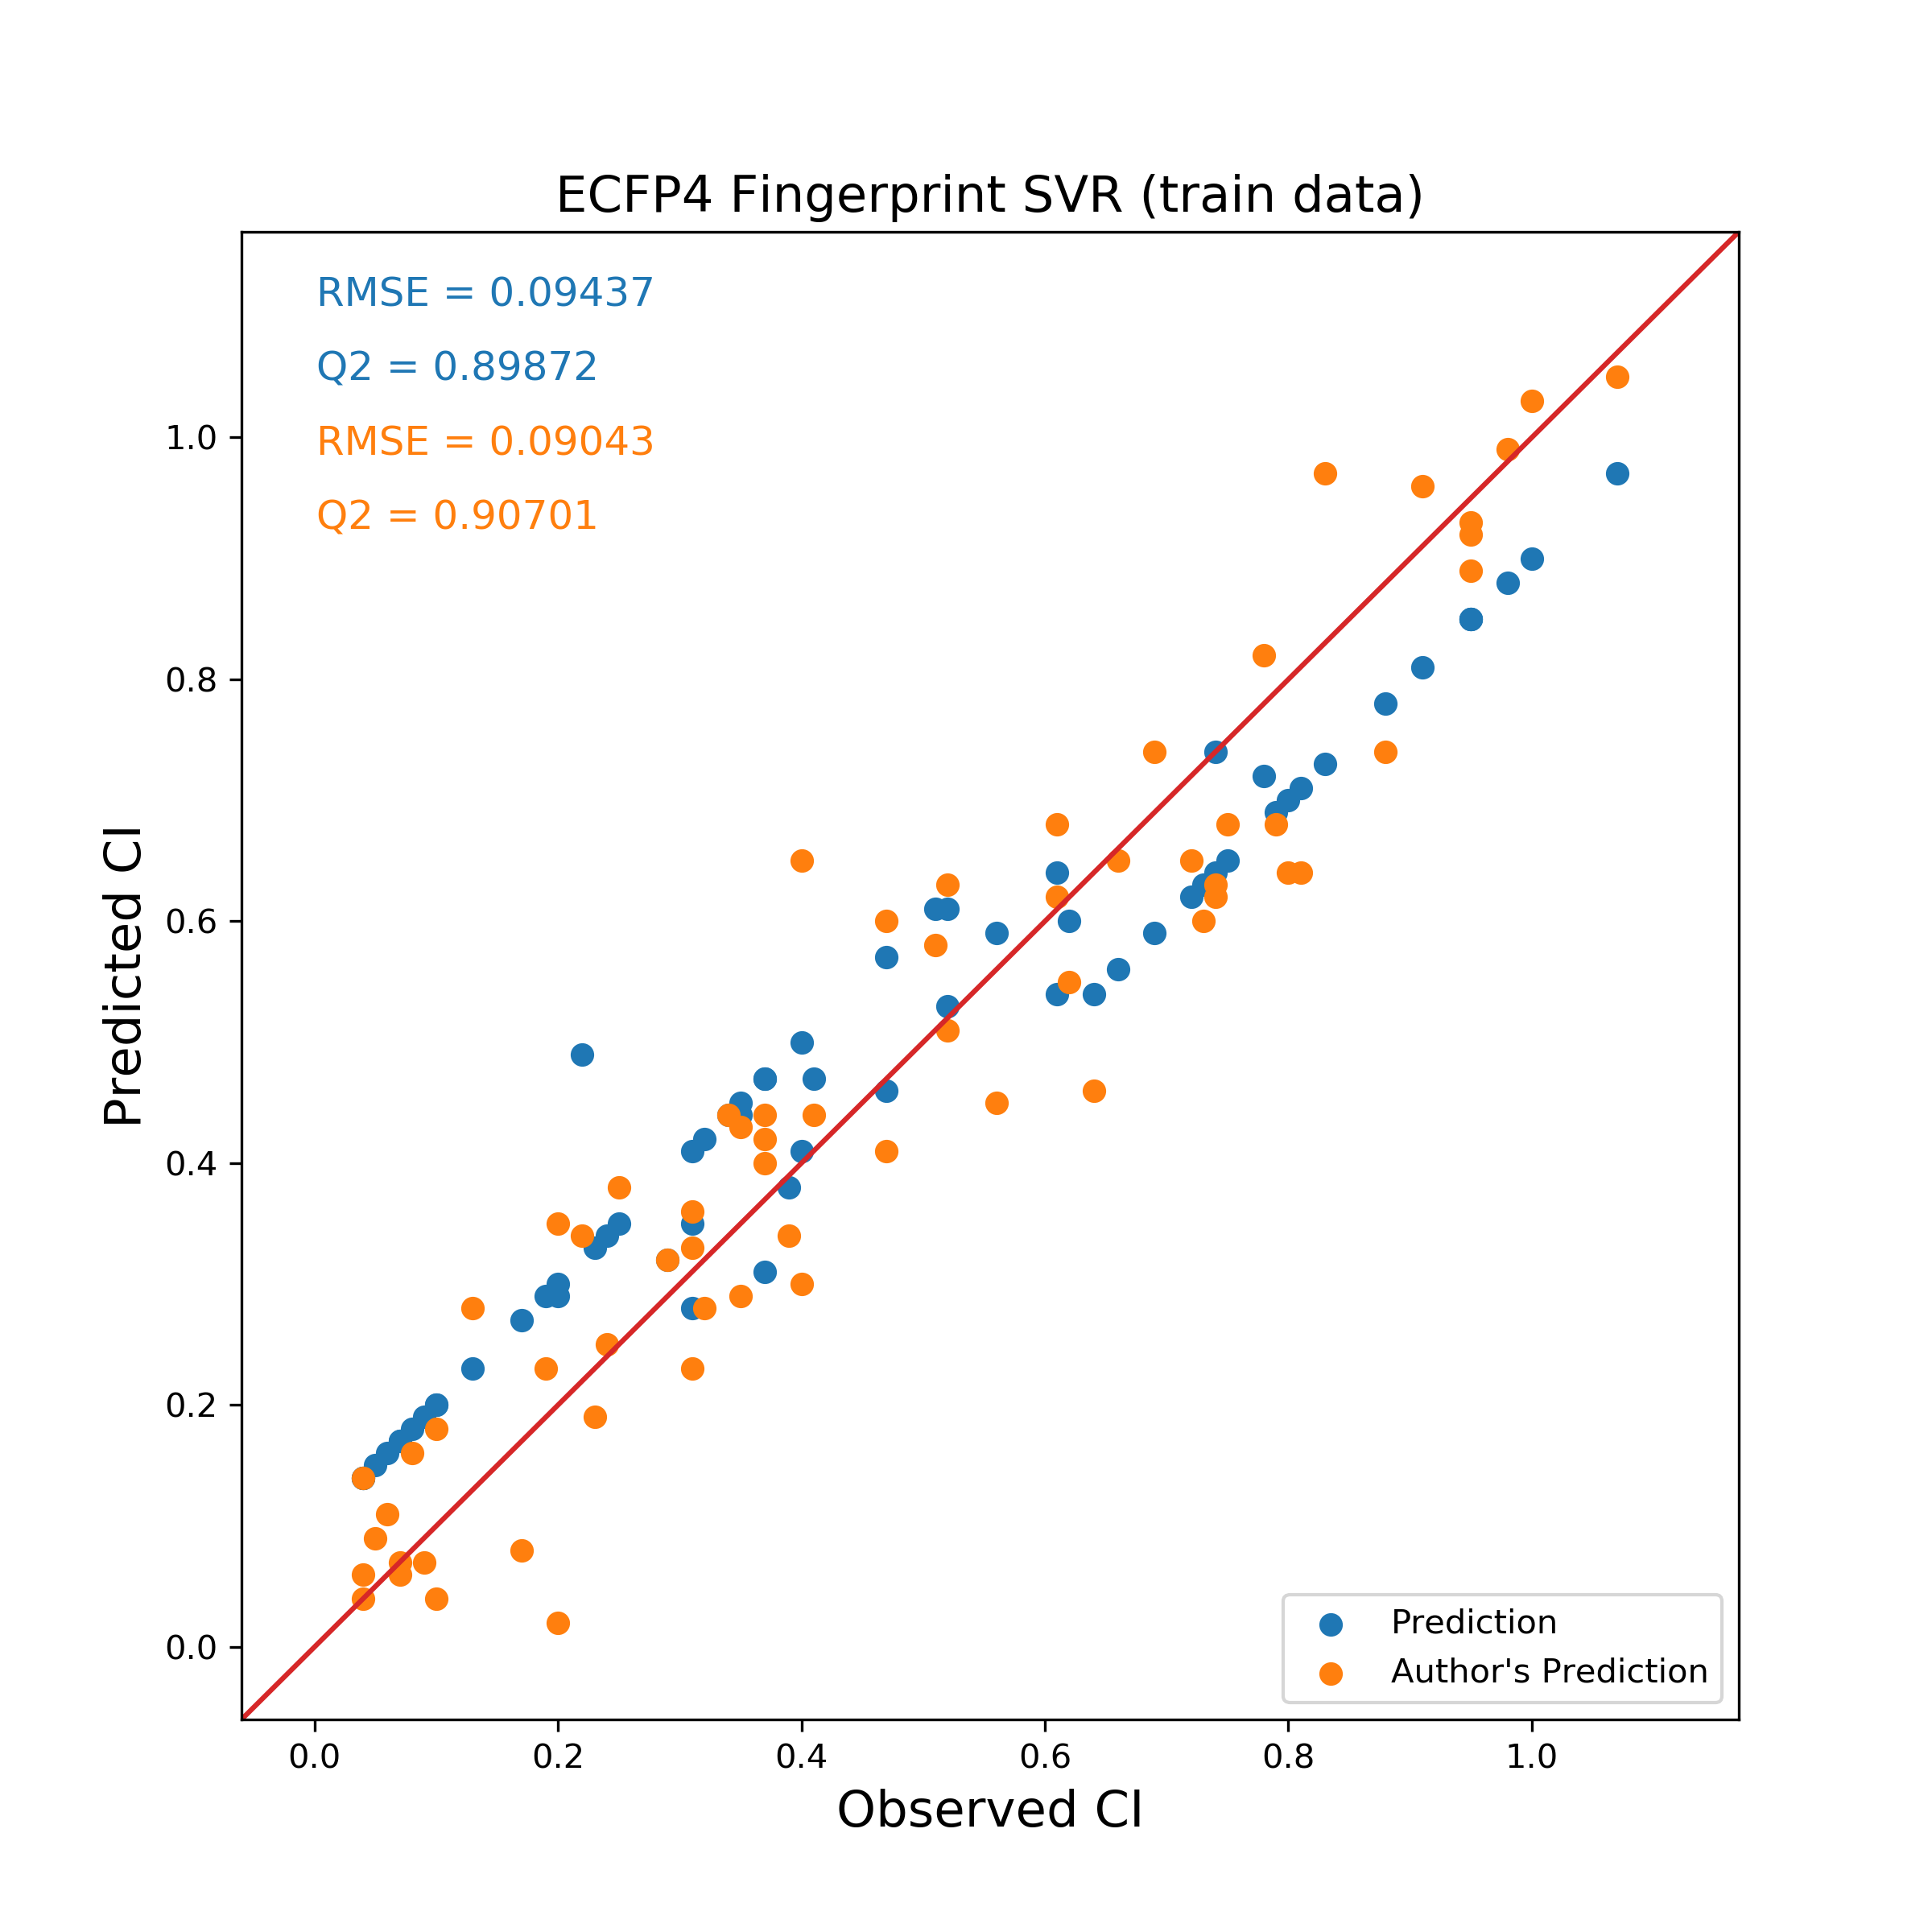 ECFP4 Fingerprint SVR (train data)
RMSE = 0.09437
Q2 = 0.89872
RMSE = 0.09043
Q2 = 0.90701
1.0
0.8
0.6
0.4
0.2
0.0
Predicted CI
Prediction
Author's Prediction
0.0 0.2 0.4 0.6 0.8 1.0
Observed CI